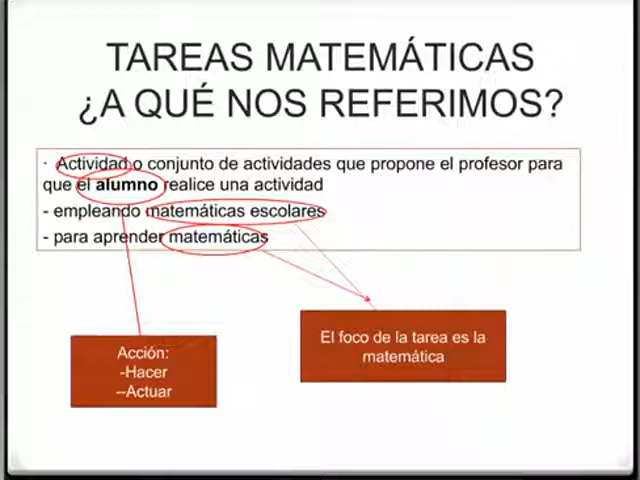 TAREAS MATEMÁTICAS
¿A QUÉ NOS REFERIMOS?
· Actividad o conjunto de actividades que propone el profesor para
que el alumno realice una actividad
- empleando matemáticas escolares
- para aprender matemáticas
Acción:
-Hacer
--Actuar
El foco de la tarea es la
matemática